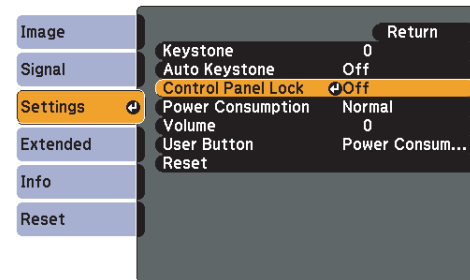 Image
Signal
Settings
Extended
Info
Reset
Return
Keystone 0
Auto Keystone Off
Control Panel Lock Off
Power Consumption Normal
Volume 0
User Button Power Consum...
Reset